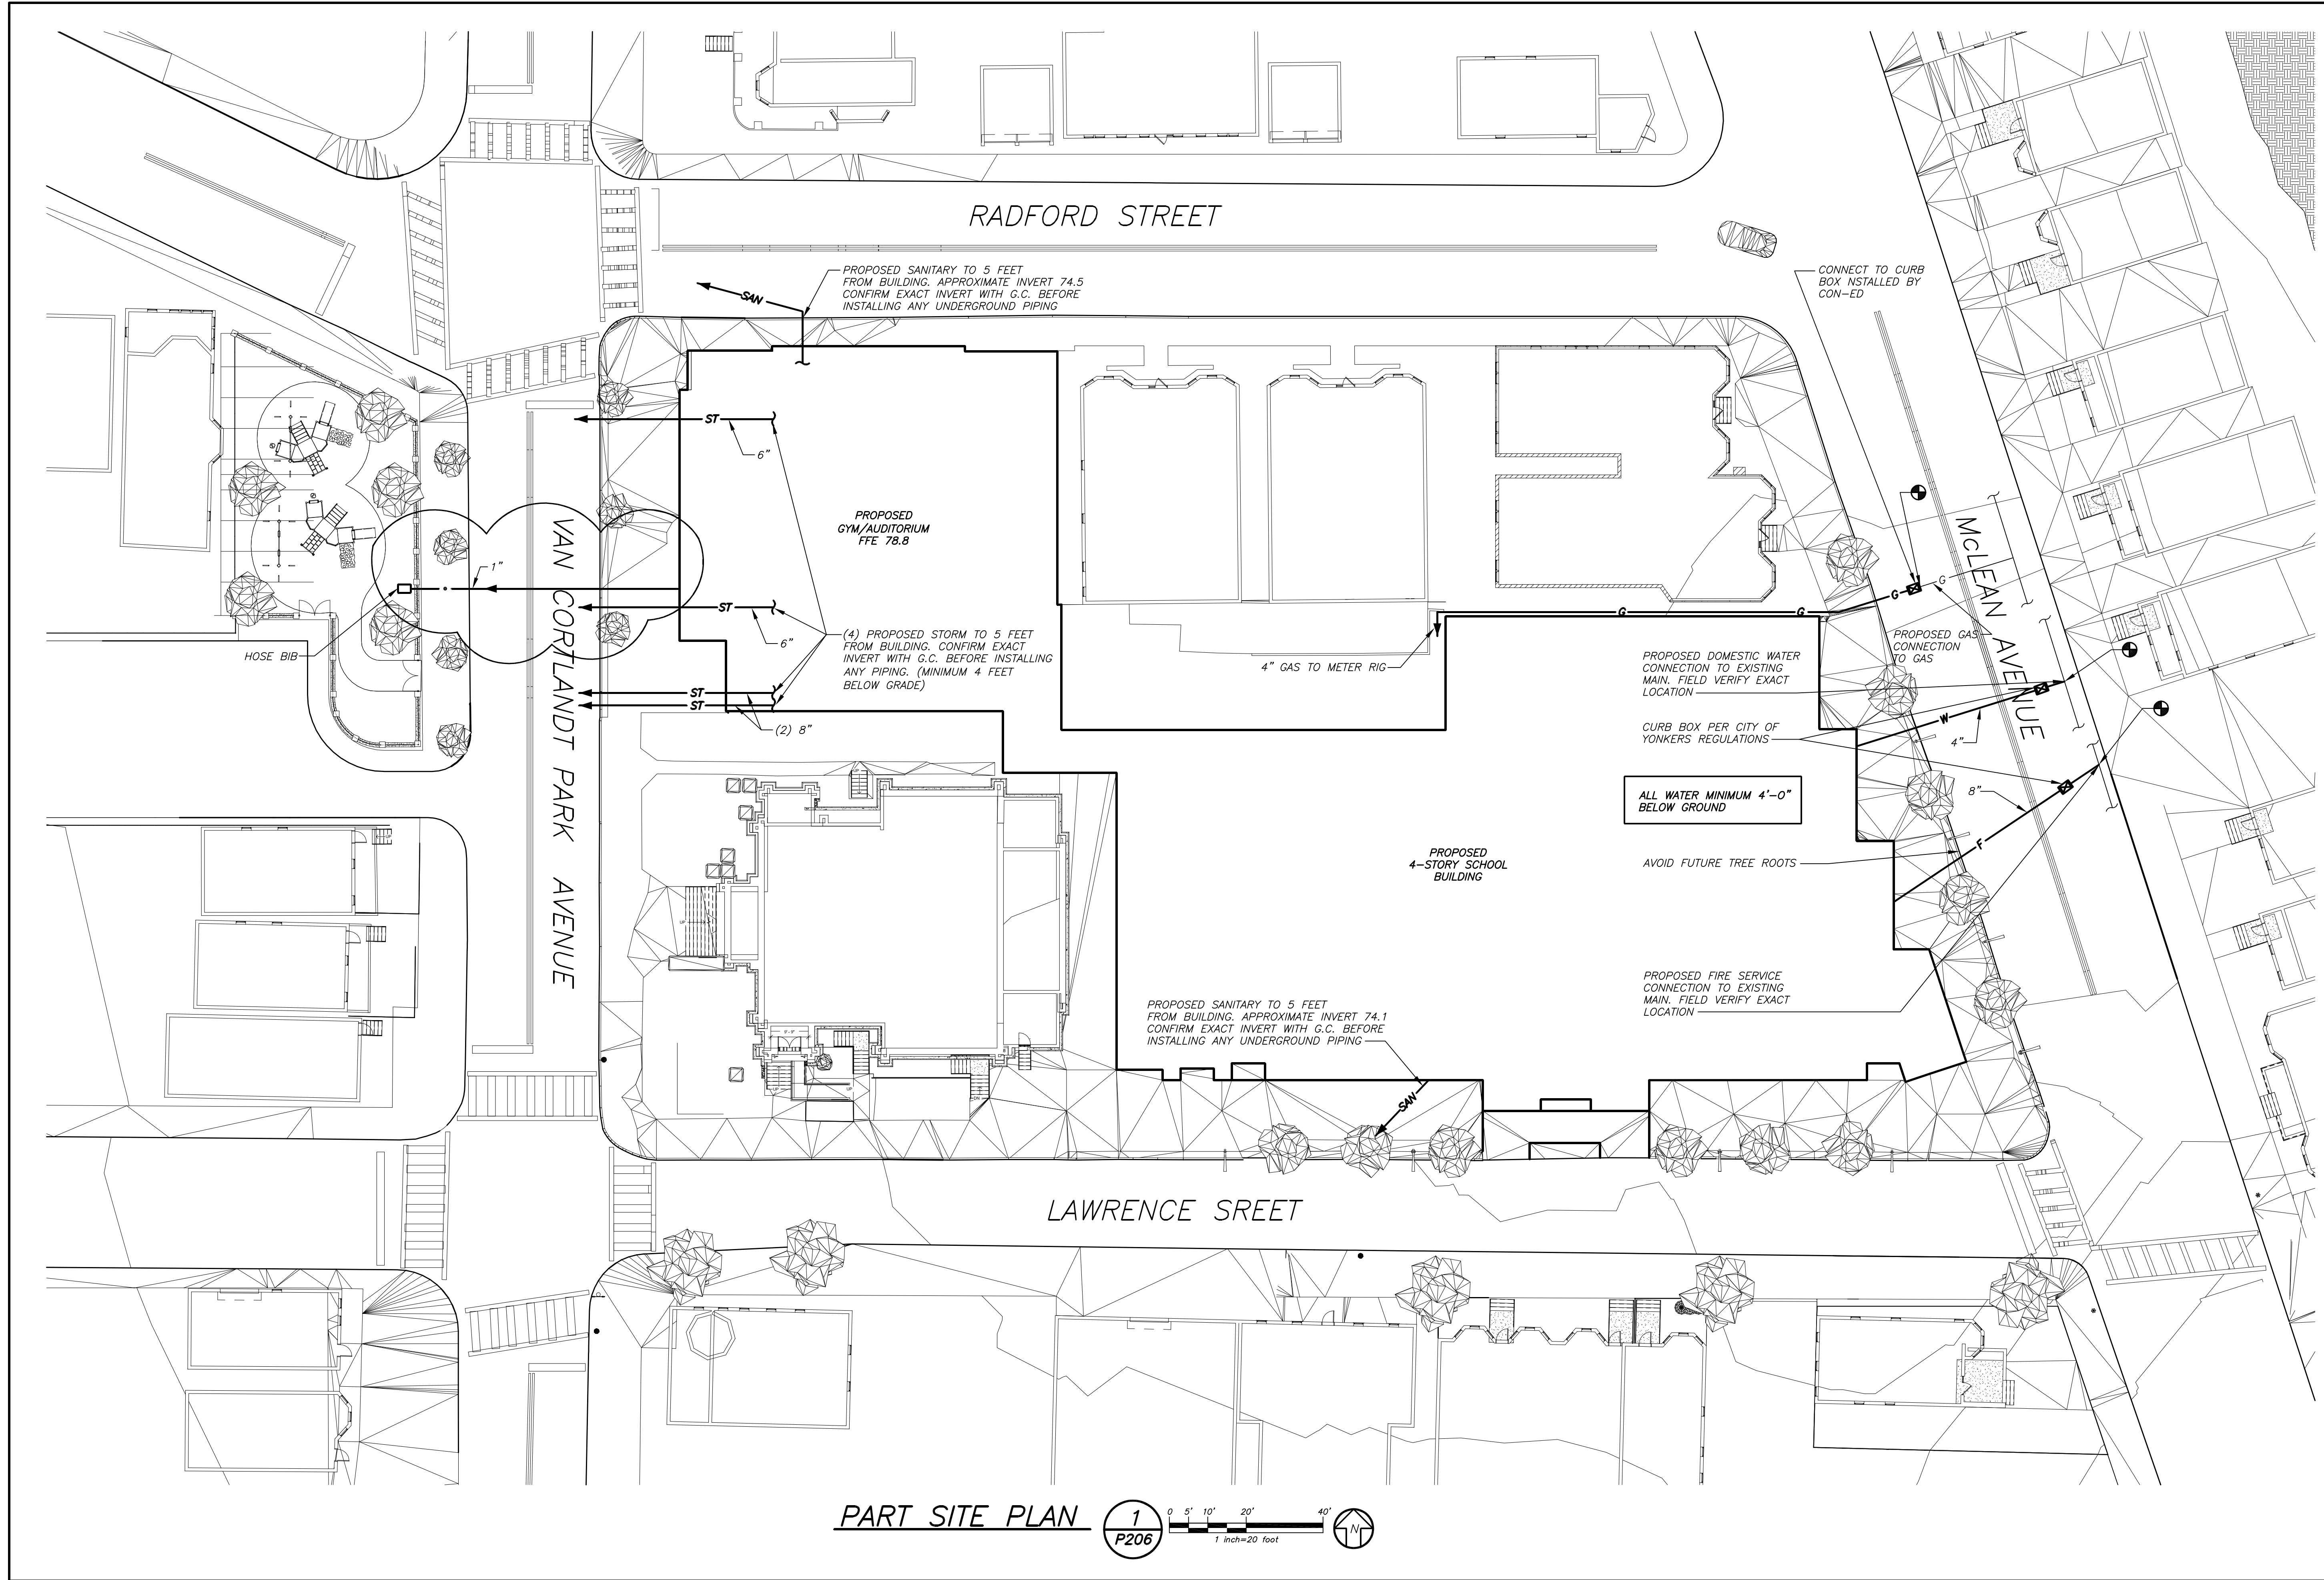 RADFORD STREET
PROPOSED SANITARY TO 5 FEET
FROM BUILDING. APPROXIMATE INVERT 74.5
CONFIRM EXACT INVERT WITH G.C. BEFORE
INSTALLING ANY UNDERGROUND PIPING
SAN
CONNECT TO CURB
BOX NSTALLED BY
CON-ED
ST
6"
PROPOSED
GYM/AUDITORIUM
FFE 78.8
VAN CORTLANDT PARK AVENUE
1"
HOSE BIB
ST
6"
(4) PROPOSED STORM TO 5 FEET
FROM BUILDING. CONFIRM EXACT
INVERT WITH G.C. BEFORE INSTALLING
ANY PIPING. (MINIMUM 4 FEET
BELOW GRADE)
ST
ST
(2) 8"
G
G
G
G
4" GAS TO METER RIG
McLEAN AVENUE
PROPOSED GAS
CONNECTION
TO GAS
PROPOSED DOMESTIC WATER
CONNECTION TO EXISTING
MAIN. FIELD VERIFY EXACT
LOCATION
W
4"
CURB BOX PER CITY OF
YONKERS REGULATIONS
ALL WATER MINIMUM 4'-0"
BELOW GROUND
8"
F
AVOID FUTURE TREE ROOTS
PROPOSED
4-STORY SCHOOL
BUILDING
PROPOSED FIRE SERVICE
CONNECTION TO EXISTING
MAIN. FIELD VERIFY EXACT
LOCATION
PROPOSED SANITARY TO 5 FEET
FROM BUILDING. APPROXIMATE INVERT 74.1
CONFIRM EXACT INVERT WITH G.C. BEFORE
INSTALLING ANY UNDERGROUND PIPING
SAN
UP
UP
UP
UP
DN
LAWRENCE SREET
PART SITE PLAN
1
P206
0 5' 10' 20' 40'
1 inch=20 foot
N